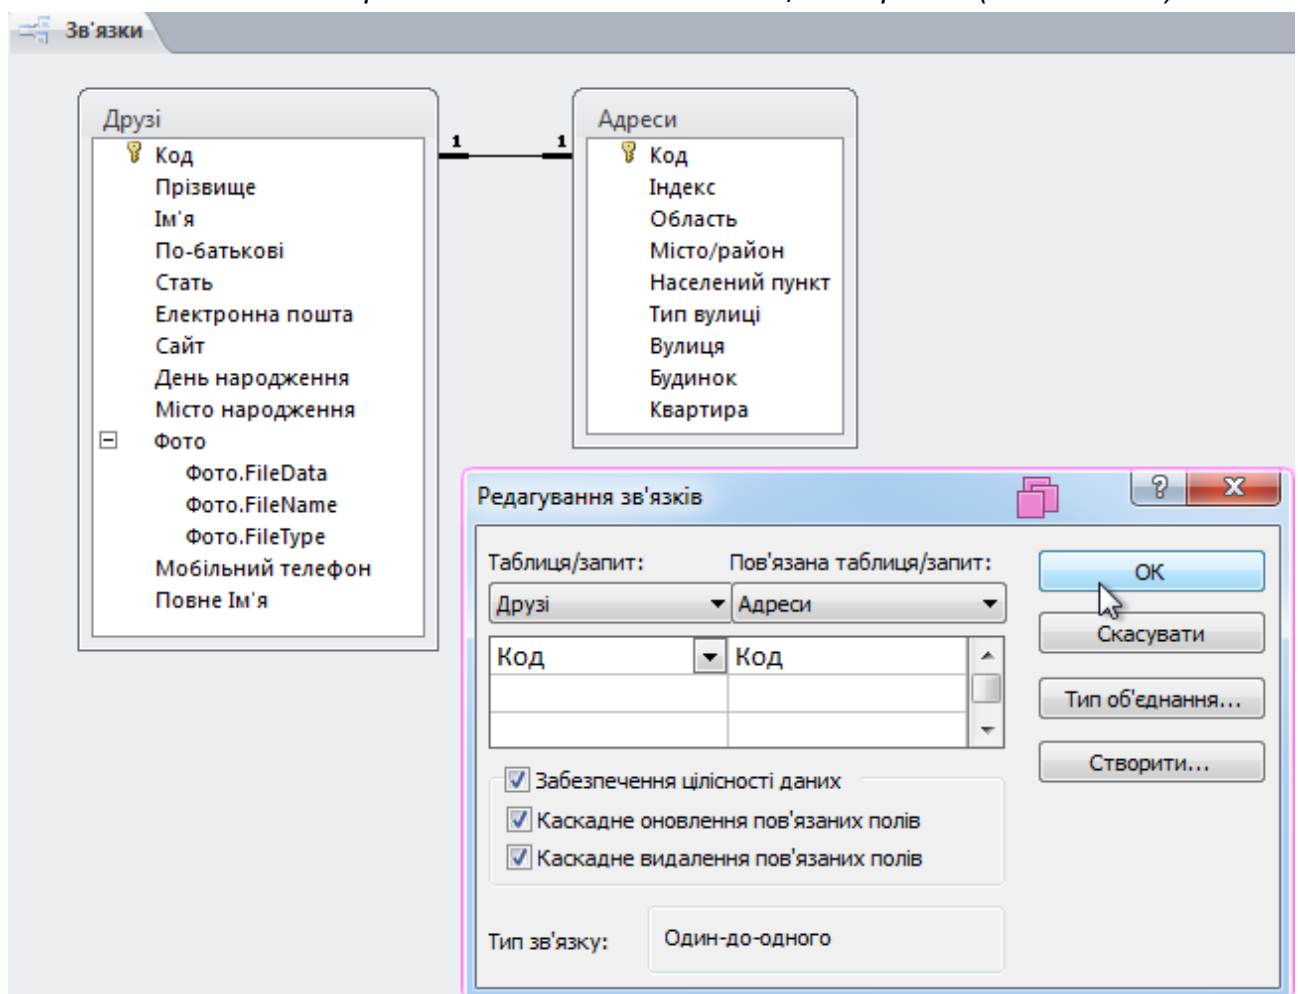 Зв'язки
Друзі
Код
Прізвище
Ім'я
По-батькові
Стать
Електронна пошта
Сайт
День народження
Місто народження
Фото
Фото.FileData
Фото.FileName
Фото.FileType
Мобільний телефон
Повне Ім'я
1 1
Адреси
Код
Індекс
Область
Місто/район
Населений пункт
Тип вулиці
Вулиця
Будинок
Квартира
Редагування зв'язків
? X
Таблиця/запит: Пов'язана таблиця/запит:
Друзі Адреси
Код Код
Забезпечення цілісності даних
Каскадне оновлення пов'язаних полів
Каскадне видалення пов'язаних полів
Тип зв'язку: Один-до-одного
ОК
Скасувати
Тип об'єднання...
Створити...